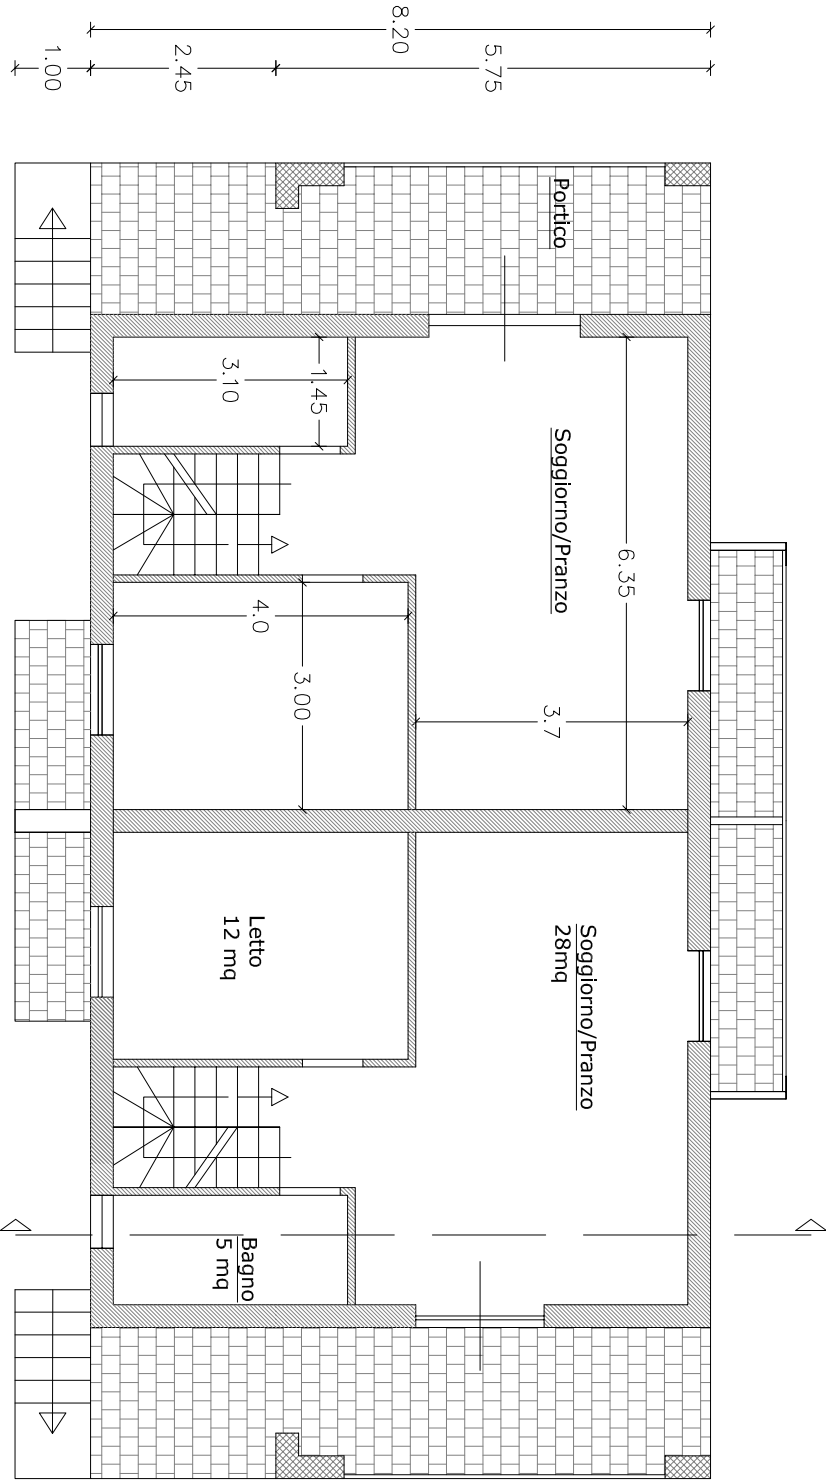 8.20
5.75
2.45
1.00
Portico
Soggiorno/Pranzo
6.35
3.10
1.45
4.0
3.00
3.7
Soggiorno/Pranzo
28mq
Letto
12 mq
Bagno
5 mq